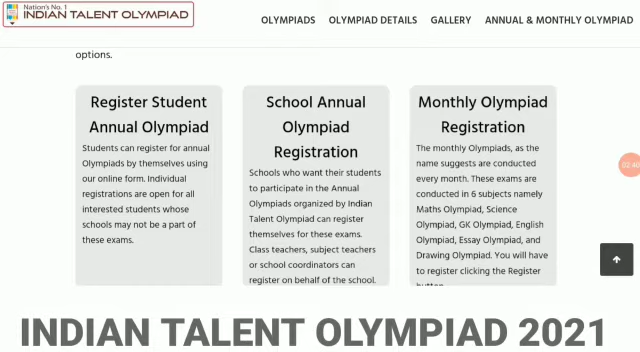 Nation's No. 1
INDIAN TALENT OLYMPIAD
OLYMPIADS OLYMPIAD DETAILS GALLERY ANNUAL & MONTHLY OLYMPIAD
options.
Register Student
Annual Olympiad
Students can register for annual
Olympiads by themselves using
our online form. Individual
registrations are open for all
interested students whose
schools may not be a part of
these exams.
School Annual
Olympiad
Registration
Schools who want their students
to participate in the Annual
Olympiads organized by Indian
Talent Olympiad can register
themselves for these exams.
Class teachers, subject teachers
or school coordinators can
register on behalf of the school.
Monthly Olympiad
Registration
The monthly Olympiads, as the
name suggests are conducted
every month. These exams are
conducted in 6 subjects namely
Maths Olympiad, Science
Olympiad, GK Olympiad, English
Olympiad, Essay Olympiad, and
Drawing Olympiad. You will have
to register clicking the Register
button
02:40
INDIAN TALENT OLYMPIAD 2021